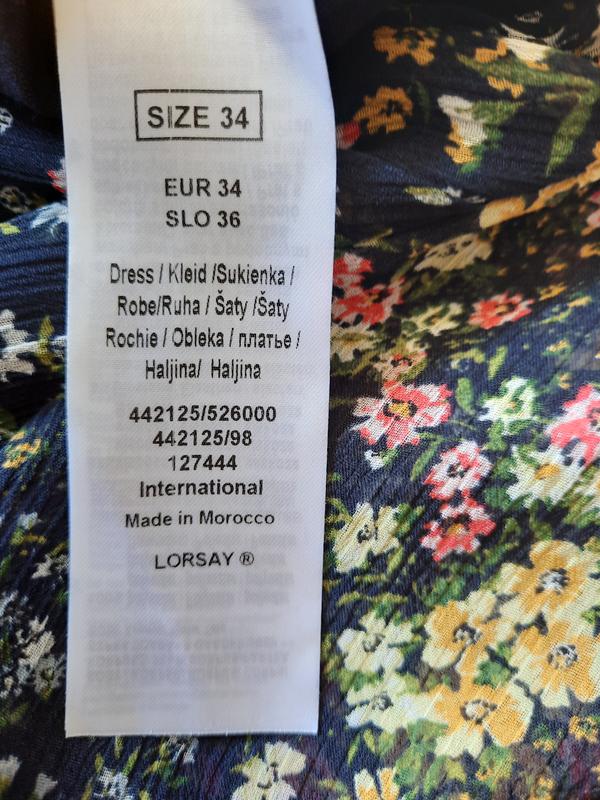 SIZE 34
EUR 34
SLO 36
Dress / Kleid /Sukienka /
Robe/Ruha / Šaty /Šaty
Rochie / Obleka / платье /
Haljina/ Haljina
442125/526000
442125/98
127444
International
Made in Morocco
LORSAY ®